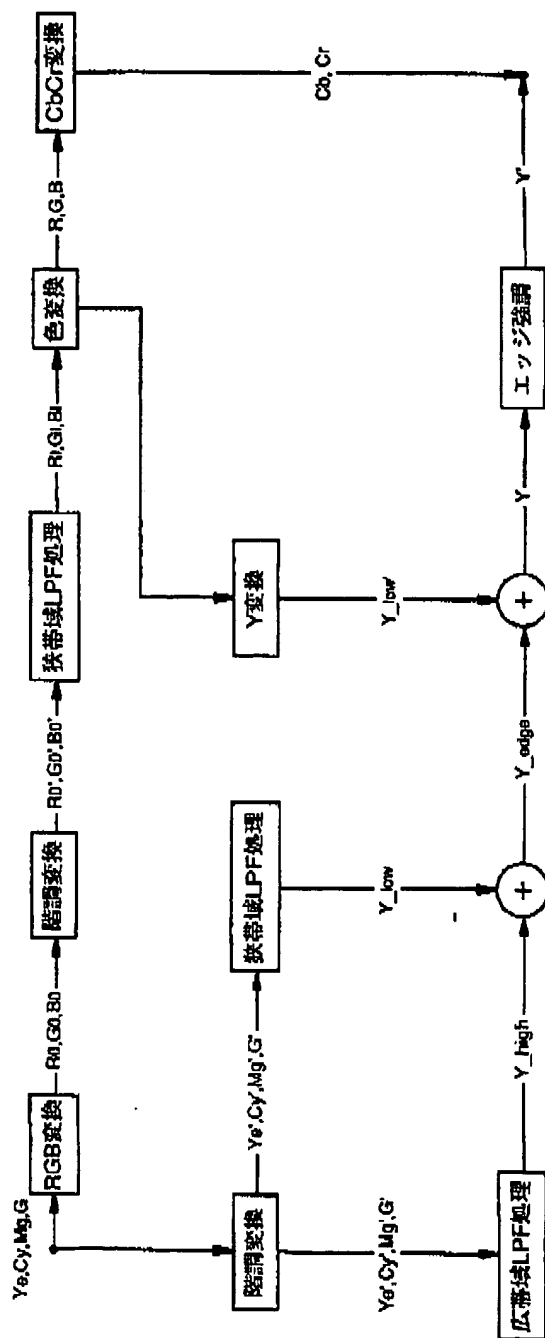 Ye,Cy,Mg,G
RGB変換
R0,G0,B0
階調変換
R0',G0',B0'
狭帯域LPF処理
Rl,Gl,Bl
色変換
R,G,B
CbCr変換
Cb,Cr
階調変換
Ye',Cy',Mg',G'
狭帯域LPF処理
Y_low
Y変換
Y_low'
Ye',Cy',Mg',G'
広帯域LPF処理
Y_high
-
+
Y_edge
+
Y
エッジ強調
Y'